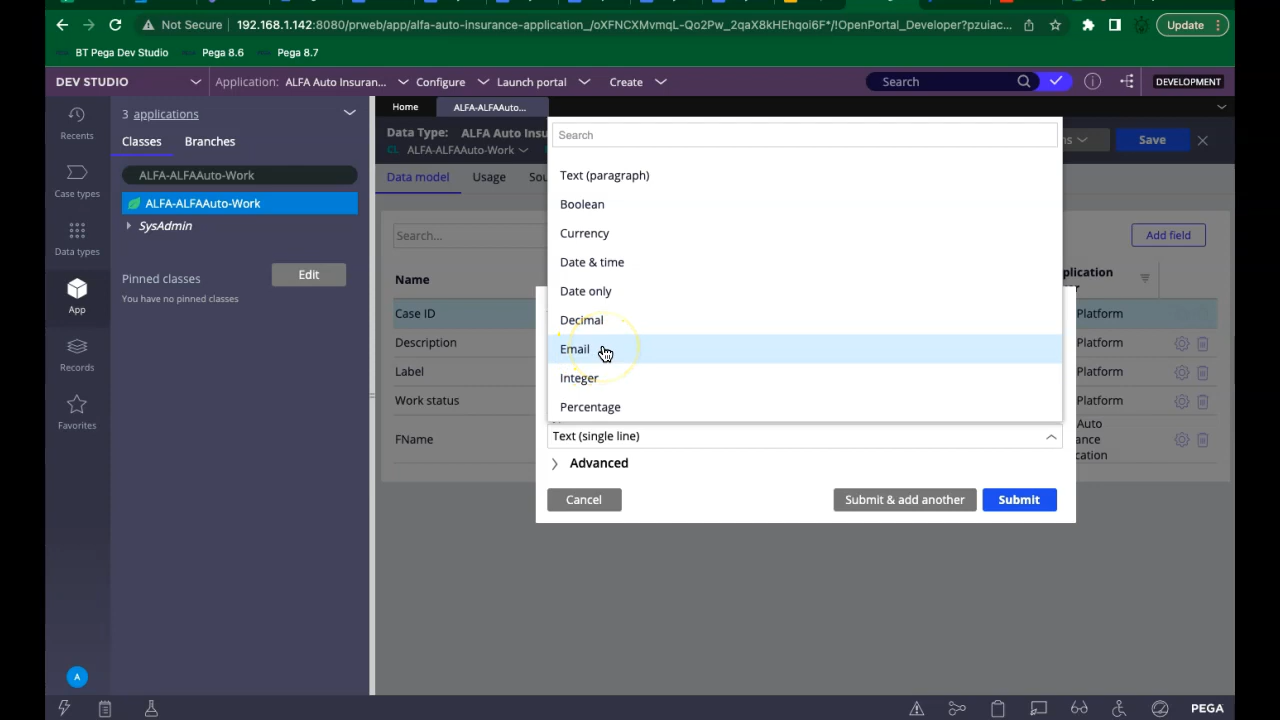 Not Secure 192.168.1.142:8080/prweb/app/alfa-auto-insurance-application_/oXFNCXMvmqL-Qo2Pw_2qaX8kHEhqoi6F*/!OpenPortal_Developer?pzuiac... Update
BT Pega Dev Studio Pega 8.6 Pega 8.7
DEV STUDIO Application: ALFA Auto Insuran... Configure Launch portal Create Search DEVELOPMENT
Recents
Case types
Data types
App
Records
Favorites
A
3 applications
Classes Branches
ALFA-ALFAAuto-Work
ALFA-ALFAAuto-Work
SysAdmin
Pinned classes Edit
You have no pinned classes
Home ALFA-ALFAAuto...
Data Type: ALFA Auto Insu
CL ALFA-ALFAAuto-Work
ns Save
Data model Usage Sou
Search... Add field
Name plication
Case ID Platform
Description Platform
Label Platform
Work status Platform
FName Auto
ance
cation
Search
Text (paragraph)
Boolean
Currency
Date & time
Date only
Decimal
Email
Integer
Percentage
Text (single line)
Advanced
Cancel Submit & add another Submit
PEGA